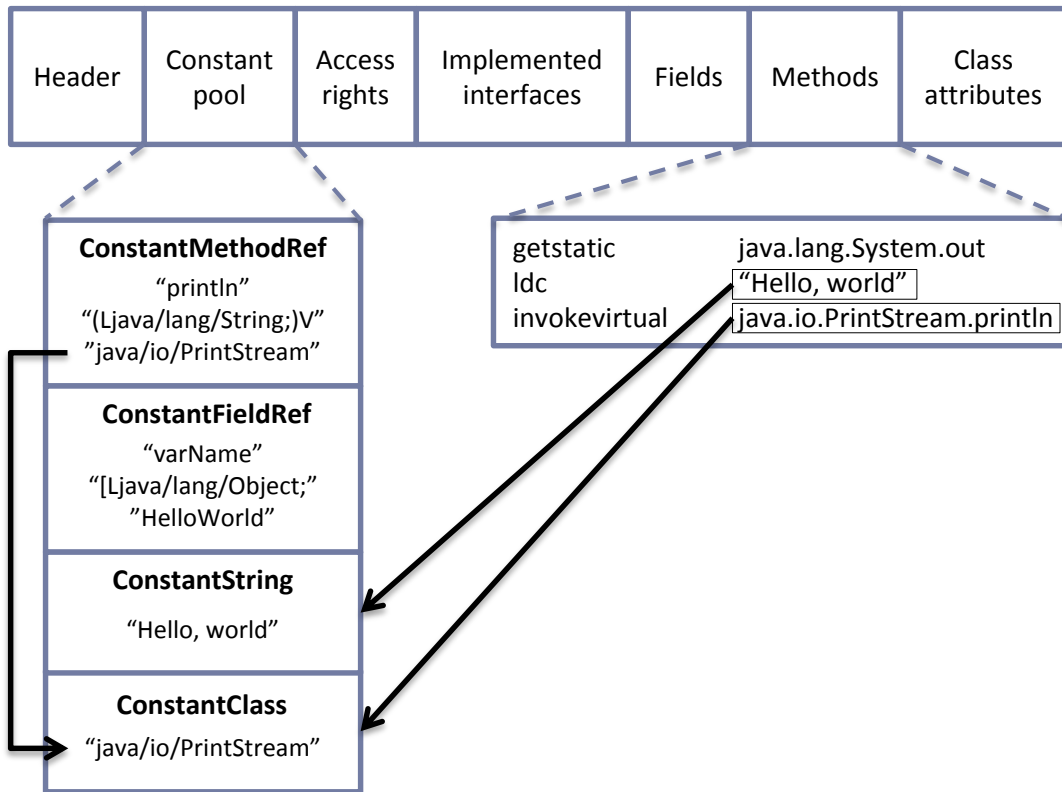 Header
Constant
pool
Access
rights
Implemented
interfaces
Fields
Methods
Class
attributes
ConstantMethodRef
“println”
“(Ljava/lang/String;)V”
”java/io/PrintStream”
ConstantFieldRef
“varName”
“[Ljava/lang/Object;”
”HelloWorld”
ConstantString
“Hello, world”
ConstantClass
“java/io/PrintStream”
getstatic java.lang.System.out
ldc “Hello, world”
invokevirtual java.io.PrintStream.println